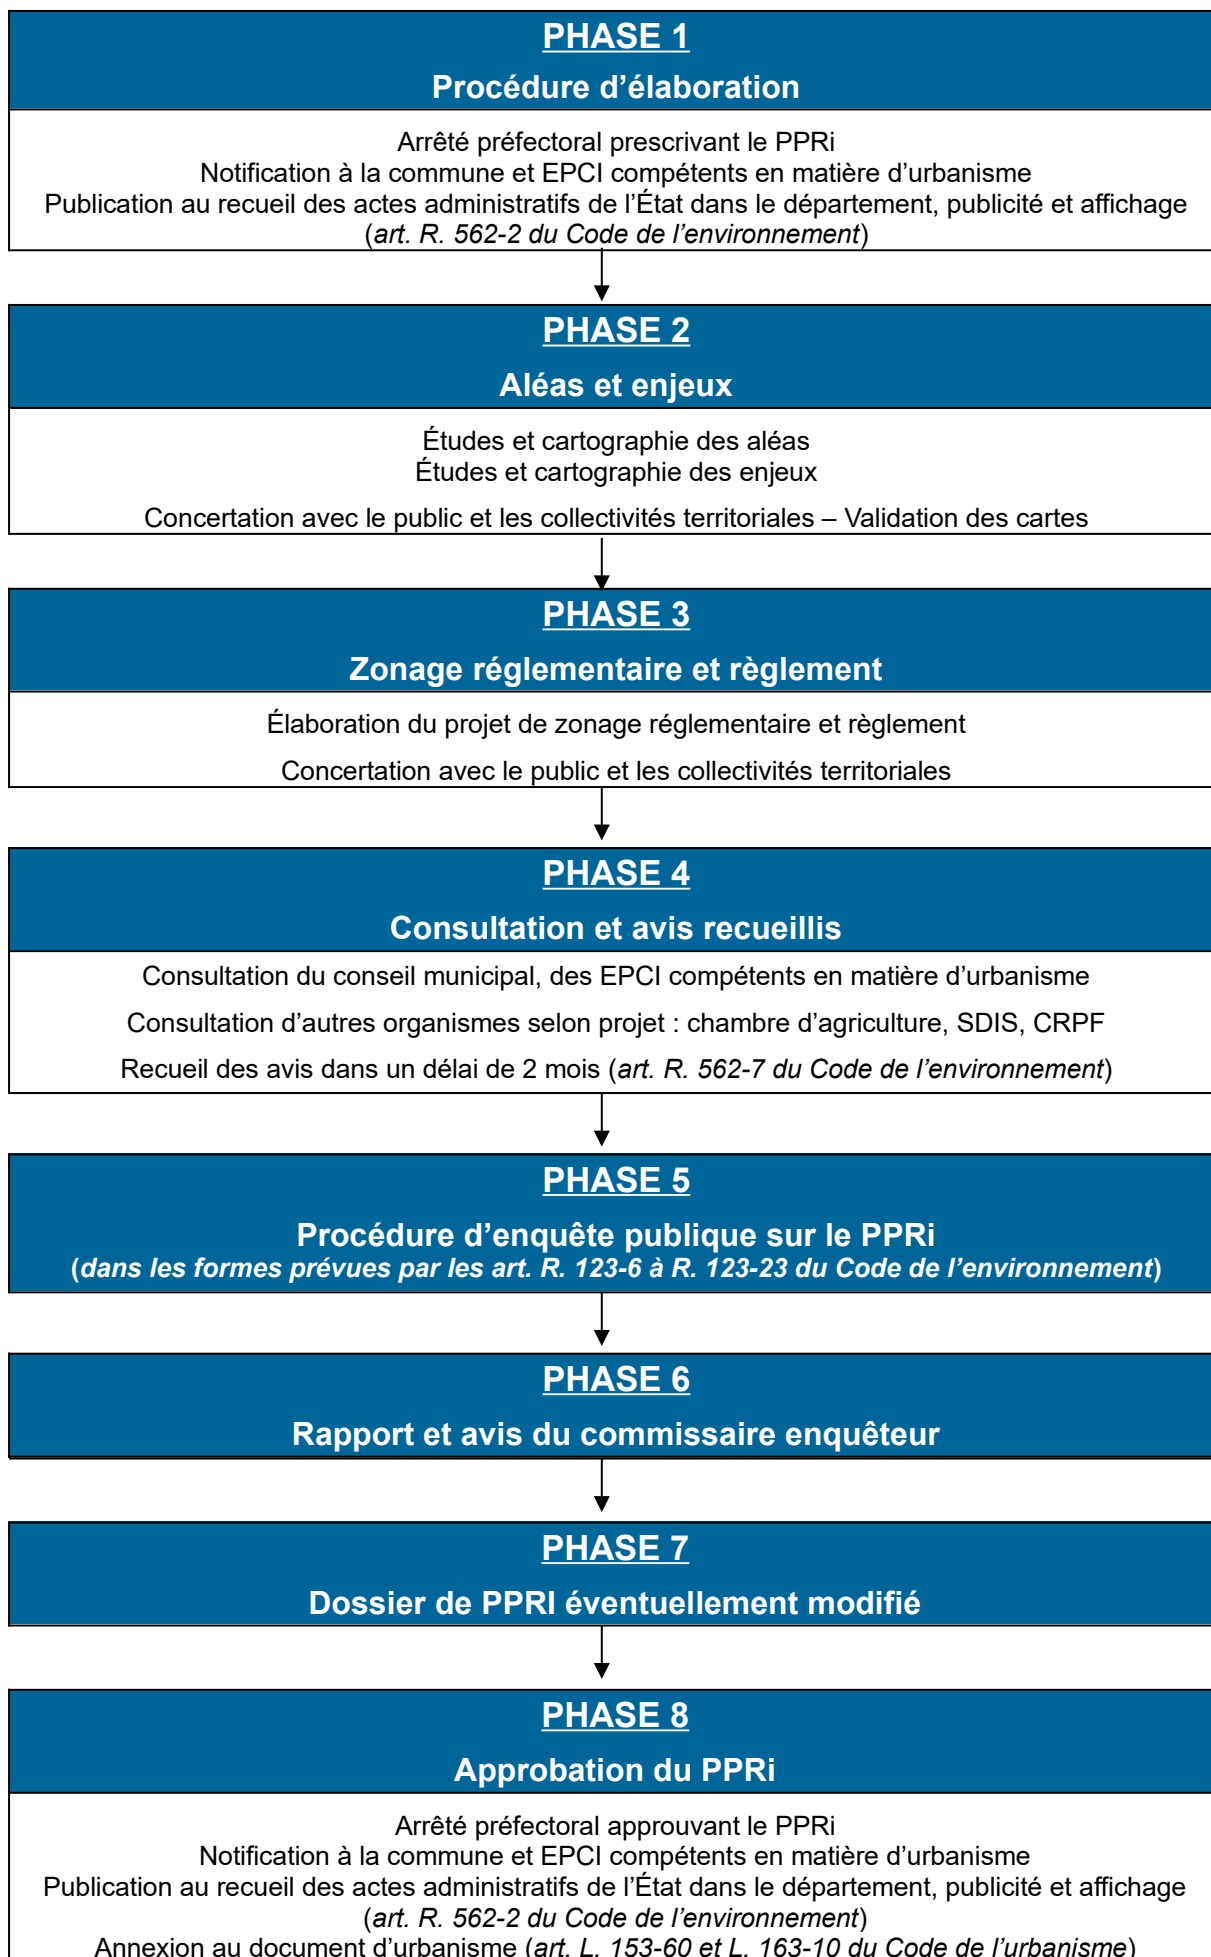 PHASE 1
Procédure d’élaboration
Arrêté préfectoral prescrivant le PPRi
Notification à la commune et EPCI compétents en matière d’urbanisme
Publication au recueil des actes administratifs de l’État dans le département, publicité et affichage
(art. R. 562-2 du Code de l’environnement)
PHASE 2
Aléas et enjeux
Études et cartographie des aléas
Études et cartographie des enjeux
Concertation avec le public et les collectivités territoriales – Validation des cartes
PHASE 3
Zonage réglementaire et règlement
Élaboration du projet de zonage réglementaire et règlement
Concertation avec le public et les collectivités territoriales
PHASE 4
Consultation et avis recueillis
Consultation du conseil municipal, des EPCI compétents en matière d’urbanisme
Consultation d’autres organismes selon projet : chambre d’agriculture, SDIS, CRPF
Recueil des avis dans un délai de 2 mois (art. R. 562-7 du Code de l’environnement)
PHASE 5
Procédure d’enquête publique sur le PPRi
(dans les formes prévues par les art. R. 123-6 à R. 123-23 du Code de l’environnement)
PHASE 6
Rapport et avis du commissaire enquêteur
PHASE 7
Dossier de PPRI éventuellement modifié
PHASE 8
Approbation du PPRi
Arrêté préfectoral approuvant le PPRi
Notification à la commune et EPCI compétents en matière d’urbanisme
Publication au recueil des actes administratifs de l’État dans le département, publicité et affichage
(art. R. 562-2 du Code de l’environnement)
Annexion au document d’urbanisme (art. L. 153-60 et L. 163-10 du Code de l’urbanisme)